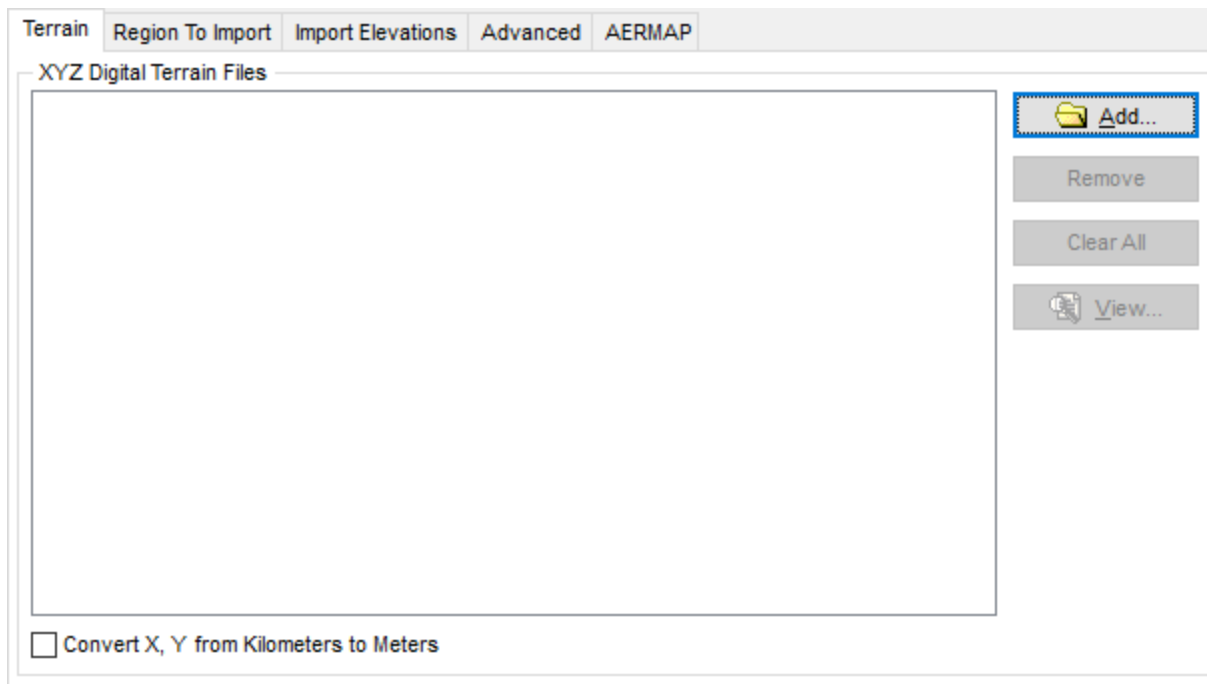 Terrain Region To Import Import Elevations Advanced AERMAP
XYZ Digital Terrain Files
Add...
Remove
Clear All
View...
Convert X, Y from Kilometers to Meters